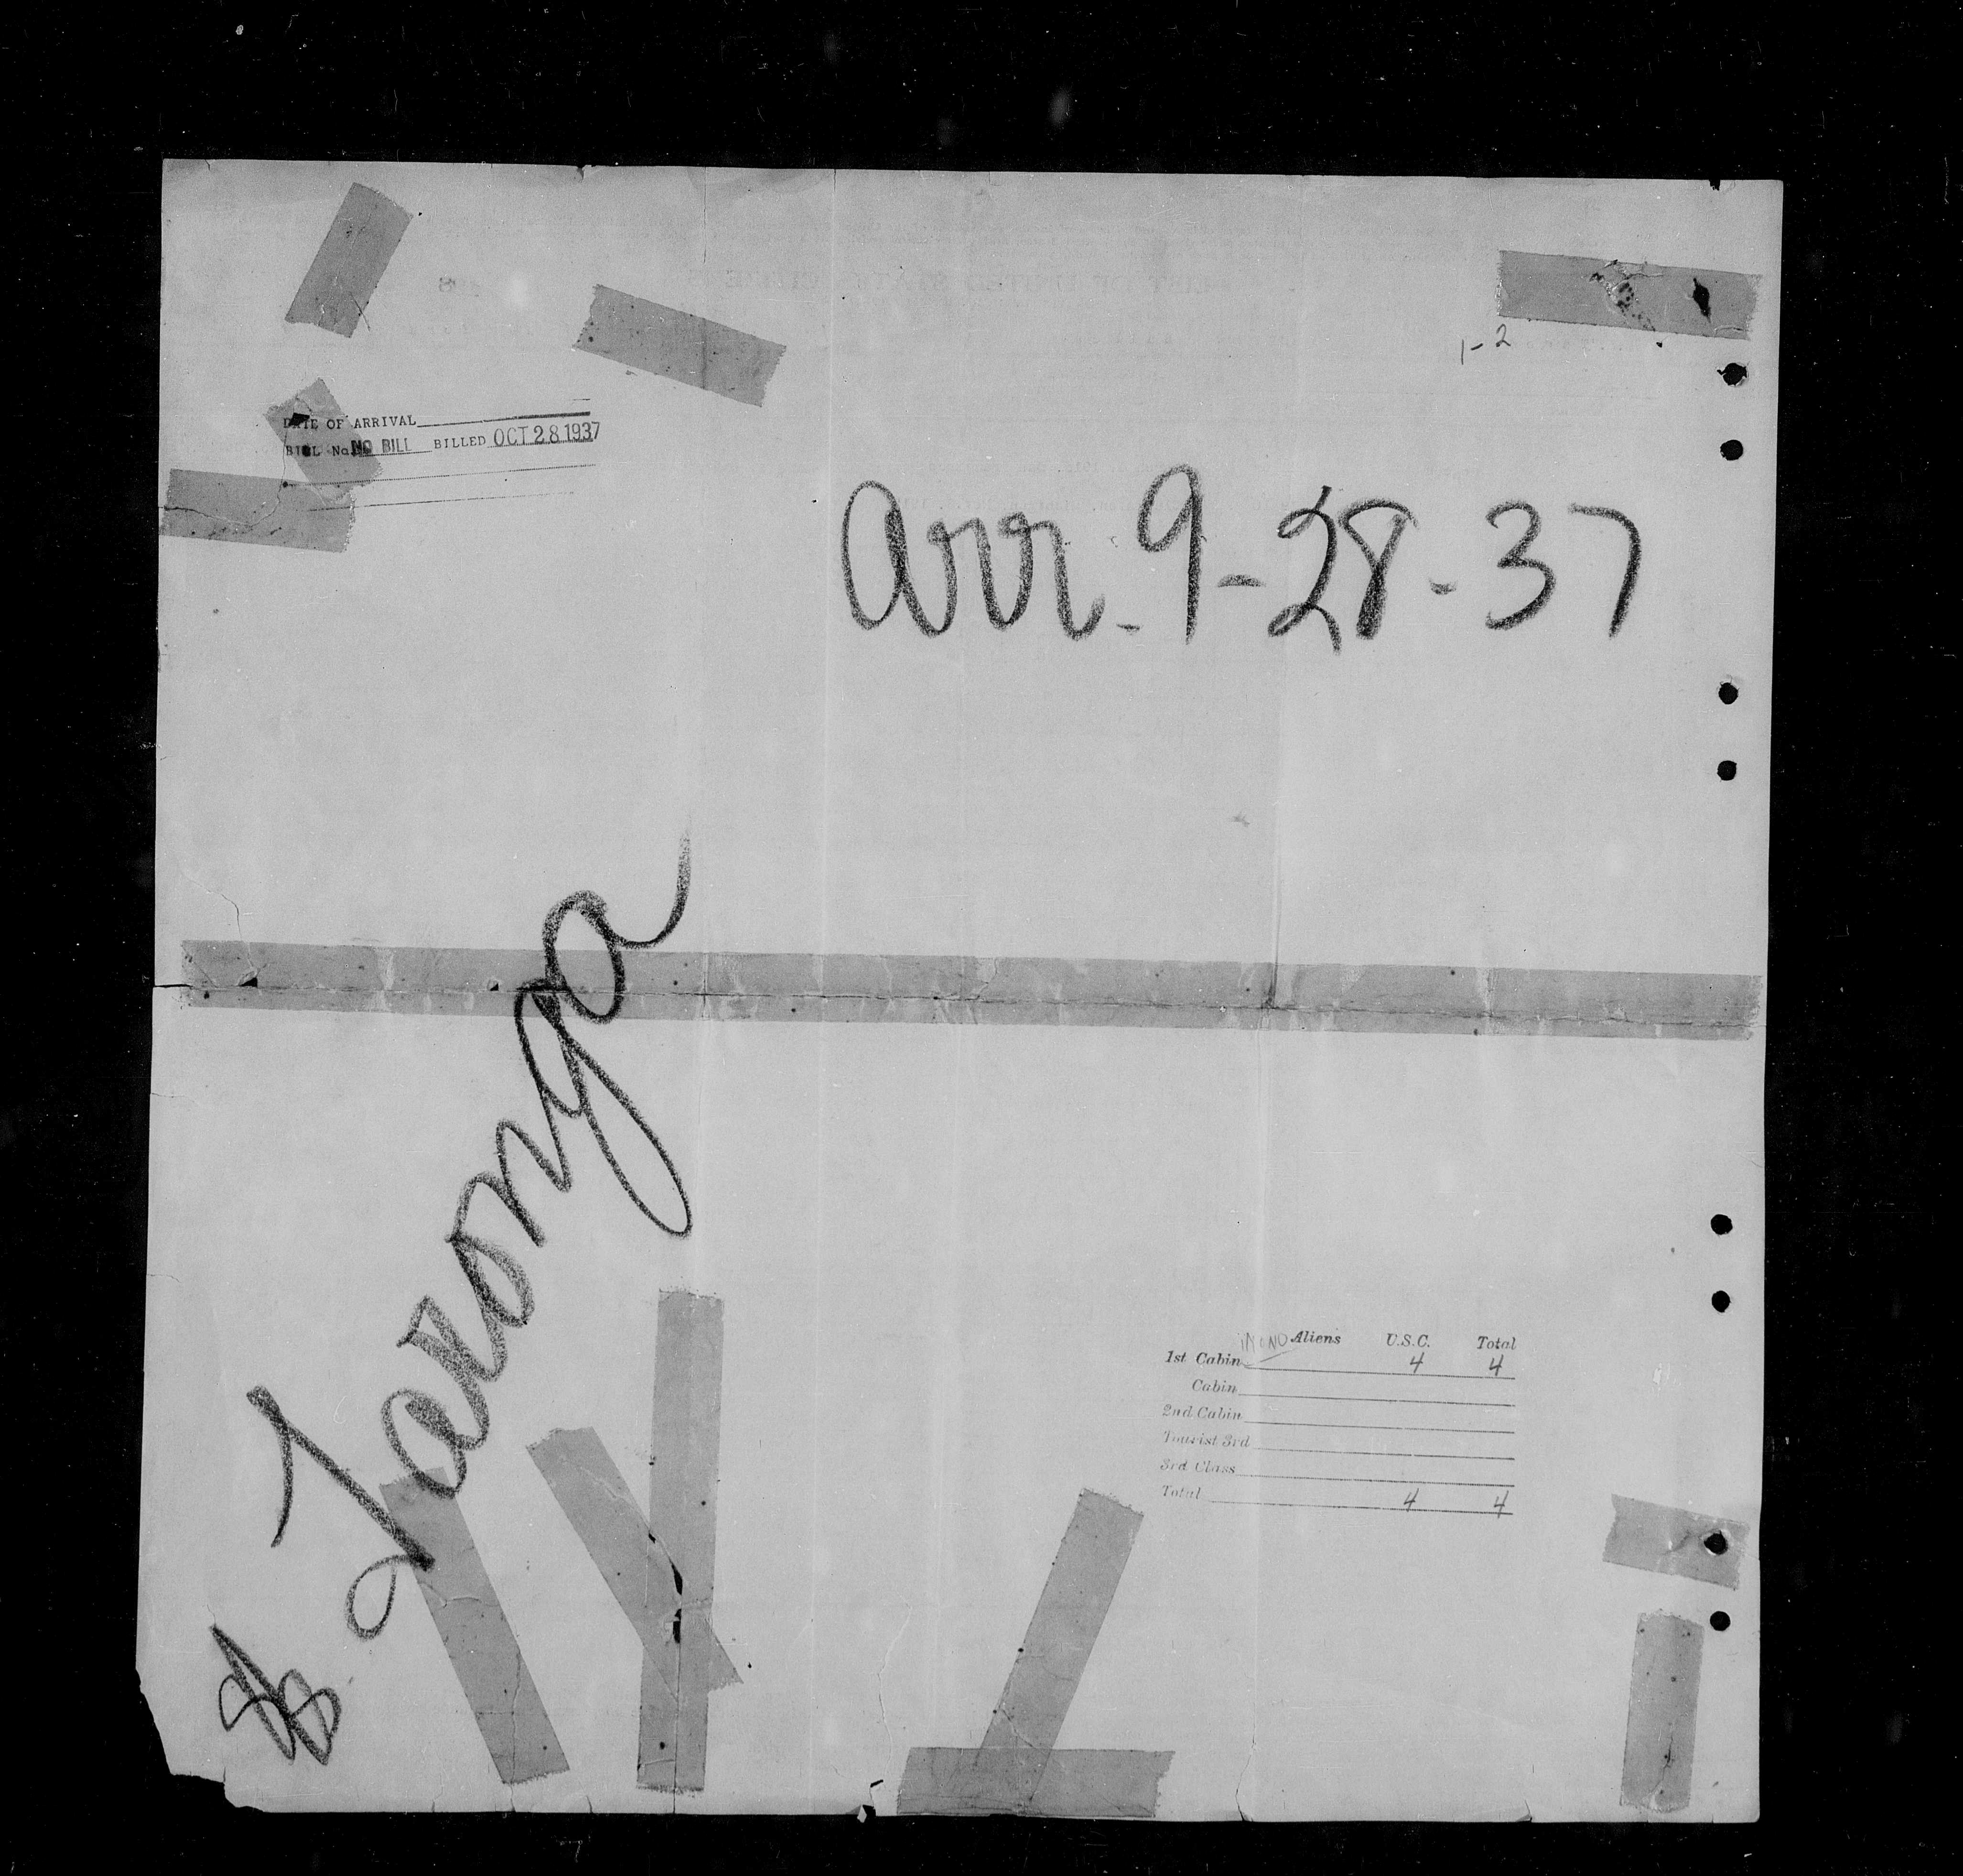 1-2
DATE OF ARRIVAL
BILL No. NO BILL BILLED OCT 28 1937
Arr. 9-28-37
Taronga
Aliens U.S.C. Total
1st Cabin 4 4
Cabin
2nd Cabin
Tourist 3rd
3rd Class
Total 4 4